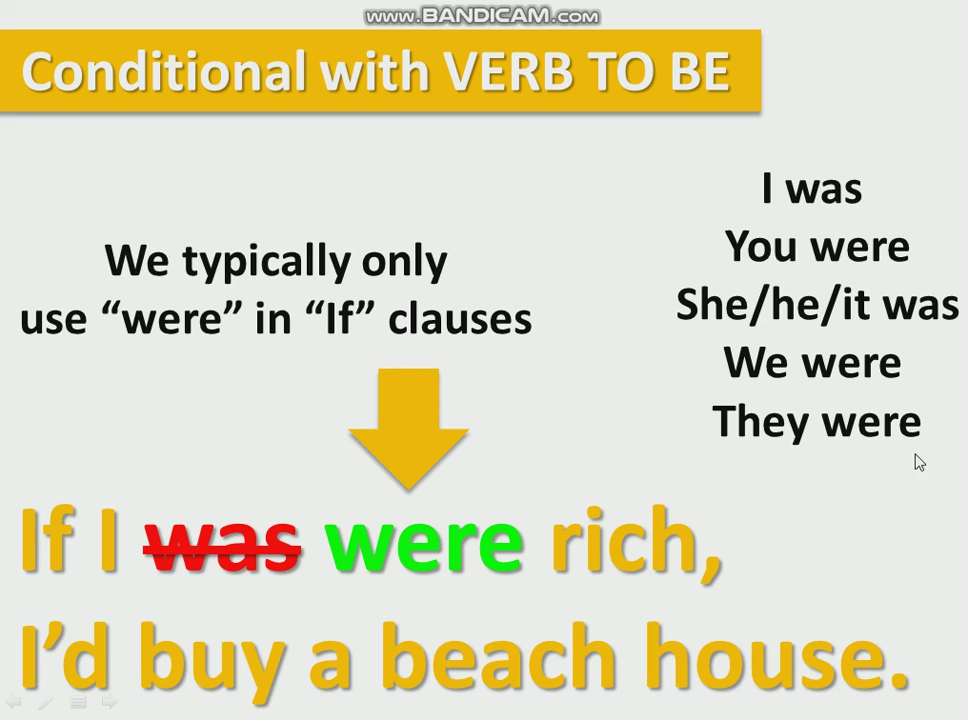 www.BANDICAM.com
Conditional with VERB TO BE
We typically only
use “were” in “If” clauses
I was
You were
She/he/it was
We were
They were
If I was were rich,
I’d buy a beach house.